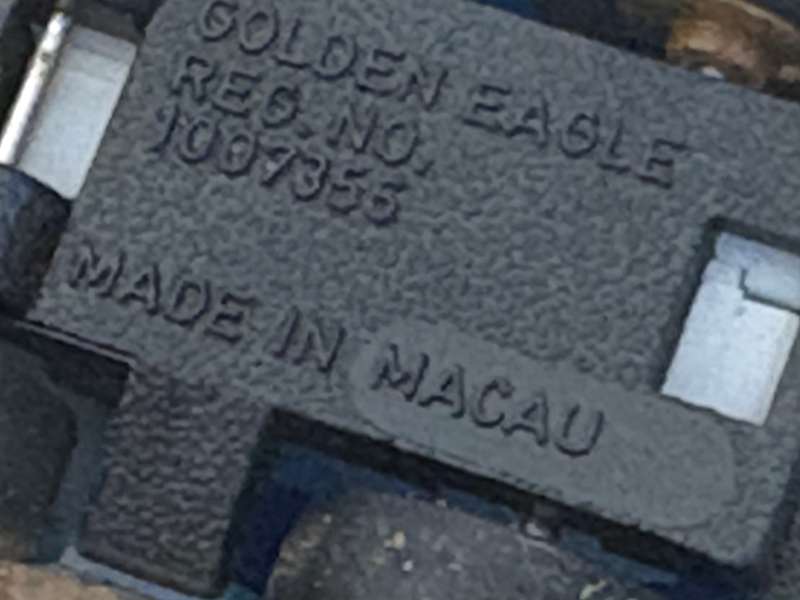 GOLDEN EAGLE
REG. NO.
1007355
MADE IN MACAU